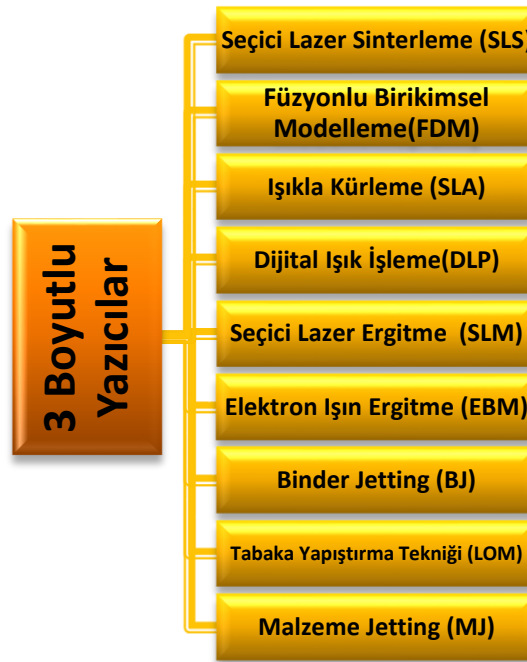 3 Boyutlu
Yazıcılar
Seçici Lazer Sinterleme (SLS)
Füzyonlu Birikimsel
Modelleme(FDM)
Işıkla Kürleme (SLA)
Dijital Işık İşleme(DLP)
Seçici Lazer Ergitme (SLM)
Elektron Işın Ergitme (EBM)
Binder Jetting (BJ)
Tabaka Yapıştırma Tekniği (LOM)
Malzeme Jetting (MJ)